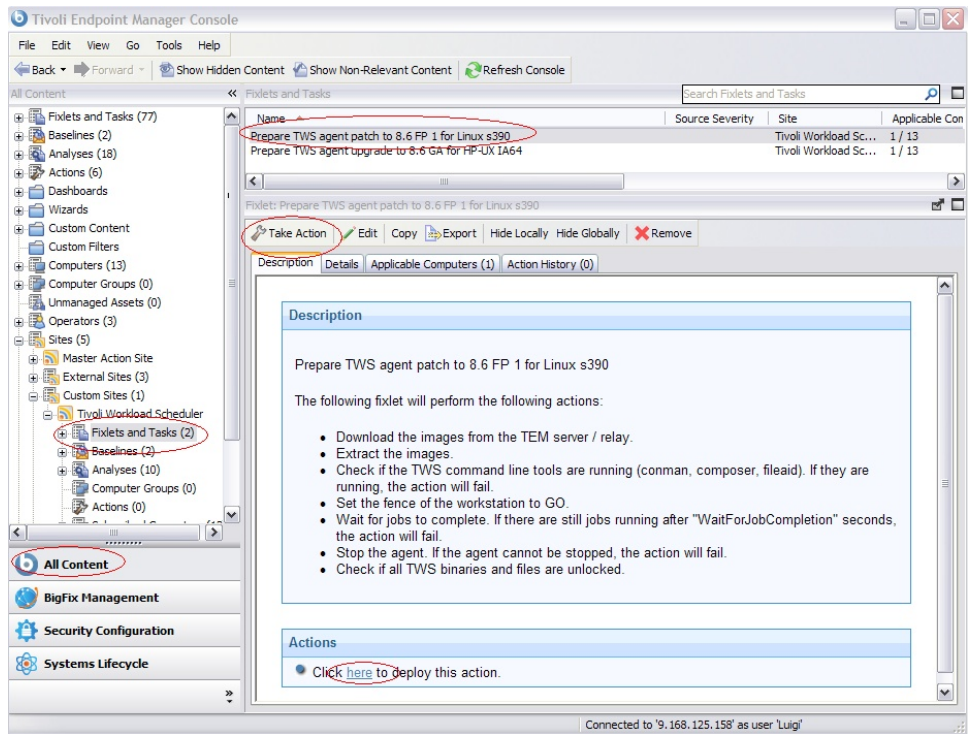 Tivoli Endpoint Manager Console
File Edit View Go Tools Help
Back Forward Show Hidden Content Show Non-Relevant Content Refresh Console
All Content
Fixlets and Tasks (77)
Baselines (2)
Analyses (18)
Actions (6)
Dashboards
Wizards
Custom Content
Custom Filters
Computers (13)
Computer Groups (0)
Unmanaged Assets (0)
Operators (3)
Sites (5)
Master Action Site
External Sites (3)
Custom Sites (1)
Tivoli Workload Scheduler
Fixlets and Tasks (2)
Baselines (2)
Analyses (10)
Computer Groups (0)
Actions (0)
All Content
BigFix Management
Security Configuration
Systems Lifecycle
Fixlets and Tasks Search Fixlets and Tasks
Name Source Severity Site Applicable Con
Prepare TWS agent patch to 8.6 FP 1 for Linux s390 Tivoli Workload Sc... 1 / 13
Prepare TWS agent upgrade to 8.6 GA for HP-UX IA64 Tivoli Workload Sc... 1 / 13
Fixlet: Prepare TWS agent patch to 8.6 FP 1 for Linux s390
Take Action Edit Copy Export Hide Locally Hide Globally Remove
Description Details Applicable Computers (1) Action History (0)
Description
Prepare TWS agent patch to 8.6 FP 1 for Linux s390
The following fixlet will perform the following actions:
Download the images from the TEM server / relay.
Extract the images.
Check if the TWS command line tools are running (conman, composer, fileaid). If they are
running, the action will fail.
Set the fence of the workstation to GO.
Wait for jobs to complete. If there are still jobs running after "WaitForJobCompletion" seconds,
the action will fail.
Stop the agent. If the agent cannot be stopped, the action will fail.
Check if all TWS binaries and files are unlocked.
Actions
Click here to deploy this action.
Connected to '9.168.125.158' as user 'Luigi'